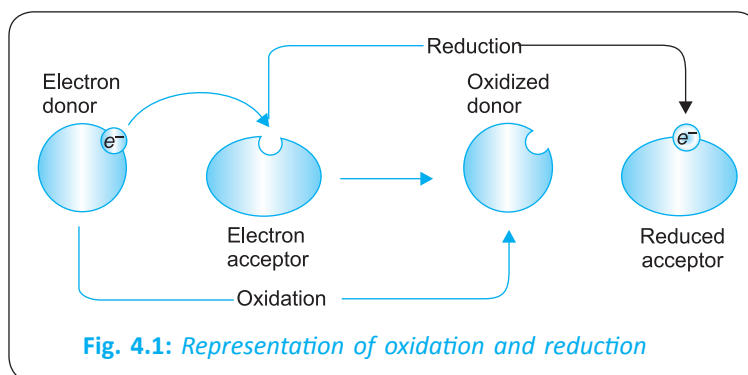 Reduction
Electron
donor
Oxidized
donor
e–
e–
Electron
acceptor
Reduced
acceptor
Oxidation
Fig. 4.1: Representation of oxidation and reduction